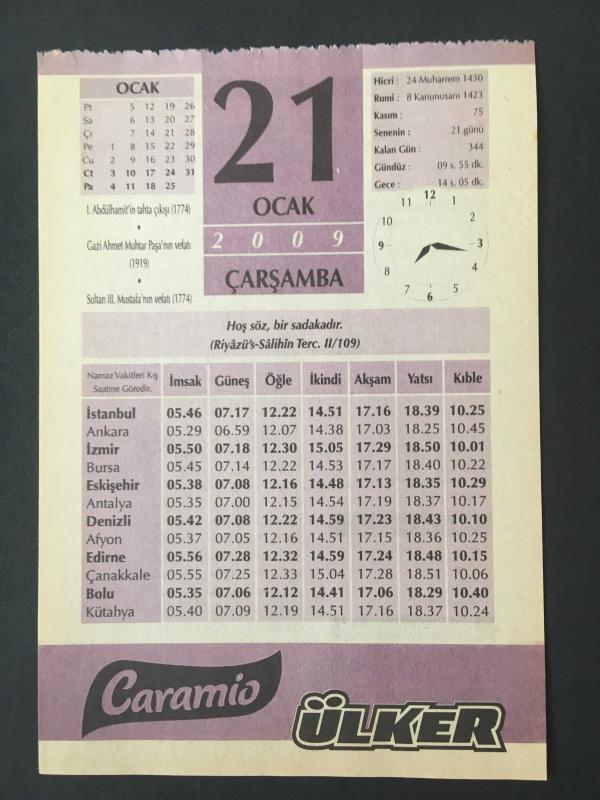 OCAK
Pt 5 12 19 26
Sa 6 13 20 27
Çr 7 14 21 28
Pe 1 8 15 22 29
Cu 2 9 16 23 30
Ct 3 10 17 24 31
Pa 4 11 18 25
I. Abdülhamit'in tahta çıkışı (1774)
•
Gazi Ahmet Muhtar Paşa'nın vefatı
(1919)
•
Sultan III. Mustafa'nın vefatı (1774)
21
OCAK
2009
ÇARŞAMBA
Hicri : 24 Muharrem 1430
Rumi : 8 Kanunusani 1423
Kasım : 75
Senenin : 21.günü
Kalan Gün : 344
Gündüz : 09 s. 55 dk.
Gece : 14 s. 05 dk.
12
1
2
3
4
5
6
7
8
9
10
11
Hoş söz, bir sadakadır.
(Riyâzü's-Sâlihîn Terc. II/109)
Namaz Vakitleri Kış
Saatine Göredir.
İmsak Güneş Öğle İkindi Akşam Yatsı Kıble
İstanbul 05.46 07.17 12.22 14.51 17.16 18.39 10.25
Ankara 05.29 06.59 12.07 14.38 17.03 18.25 10.45
İzmir 05.50 07.18 12.30 15.05 17.29 18.50 10.01
Bursa 05.45 07.14 12.22 14.53 17.17 18.40 10.22
Eskişehir 05.38 07.08 12.16 14.48 17.13 18.35 10.29
Antalya 05.35 07.00 12.15 14.54 17.19 18.37 10.17
Denizli 05.42 07.08 12.22 14.59 17.23 18.43 10.10
Afyon 05.37 07.05 12.16 14.51 17.15 18.36 10.25
Edirne 05.56 07.28 12.32 14.59 17.24 18.48 10.15
Çanakkale 05.55 07.25 12.33 15.04 17.28 18.51 10.06
Bolu 05.35 07.06 12.12 14.41 17.06 18.29 10.40
Kütahya 05.40 07.09 12.19 14.51 17.16 18.37 10.24
Caramio
ÜLKER